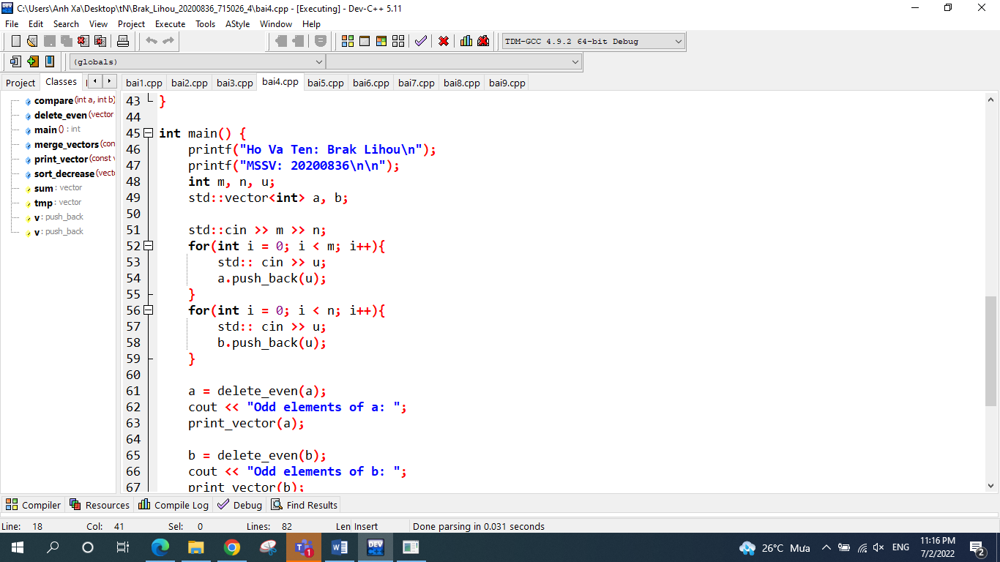 C:\Users\Anh Xa\Desktop\tN\Brak_Lihou_20200836_715026_4\bai4.cpp - [Executing] - Dev-C++ 5.11
File Edit Search View Project Execute Tools AStyle Window Help
TDM-GCC 4.9.2 64-bit Debug
(globals)
Project Classes
bai1.cpp bai2.cpp bai3.cpp bai4.cpp bai5.cpp bai6.cpp bai7.cpp bai8.cpp bai9.cpp
compare (int a, int b)
delete_even (vector
main () : int
merge_vectors (con
print_vector (const v
sort_decrease (vect
sum : vector
tmp : vector
v : push_back
v : push_back
43 }
44
45 int main() {
46 printf("Ho Va Ten: Brak Lihou\n");
47 printf("MSSV: 20200836\n\n");
48 int m, n, u;
49 std::vector<int> a, b;
50
51 std::cin >> m >> n;
52 for(int i = 0; i < m; i++){
53 std:: cin >> u;
54 a.push_back(u);
55 }
56 for(int i = 0; i < n; i++){
57 std:: cin >> u;
58 b.push_back(u);
59 }
60
61 a = delete_even(a);
62 cout << "Odd elements of a: ";
63 print_vector(a);
64
65 b = delete_even(b);
66 cout << "Odd elements of b: ";
67 print_vector(b);
Compiler Resources Compile Log Debug Find Results
Line: 18 Col: 41 Sel: 0 Lines: 82 Len Insert Done parsing in 0.031 seconds
26°C Mưa ENG 11:16 PM
7/2/2022